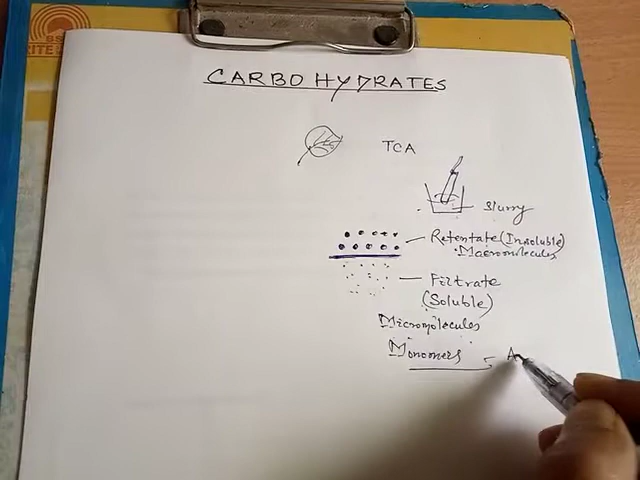 CARBOHYDRATES
TCA
Slurry
Retentate (Insoluble)
Macromolecules
Filtrate
(Soluble)
Micromolecules
Monomers
A